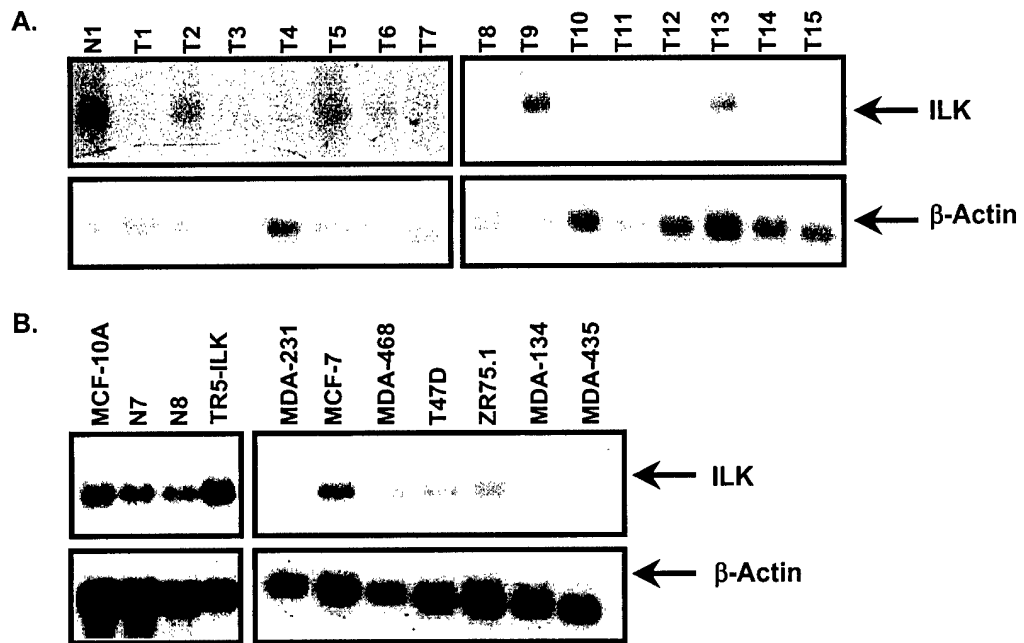 A.
N1 T1 T2 T3 T4 T5 T6 T7 T8 T9 T10 T11 T12 T13 T14 T15
ILK
β-Actin
B.
MCF-10A N7 N8 TR5-ILK MDA-231 MCF-7 MDA-468 T47D ZR75.1 MDA-134 MDA-435
ILK
β-Actin